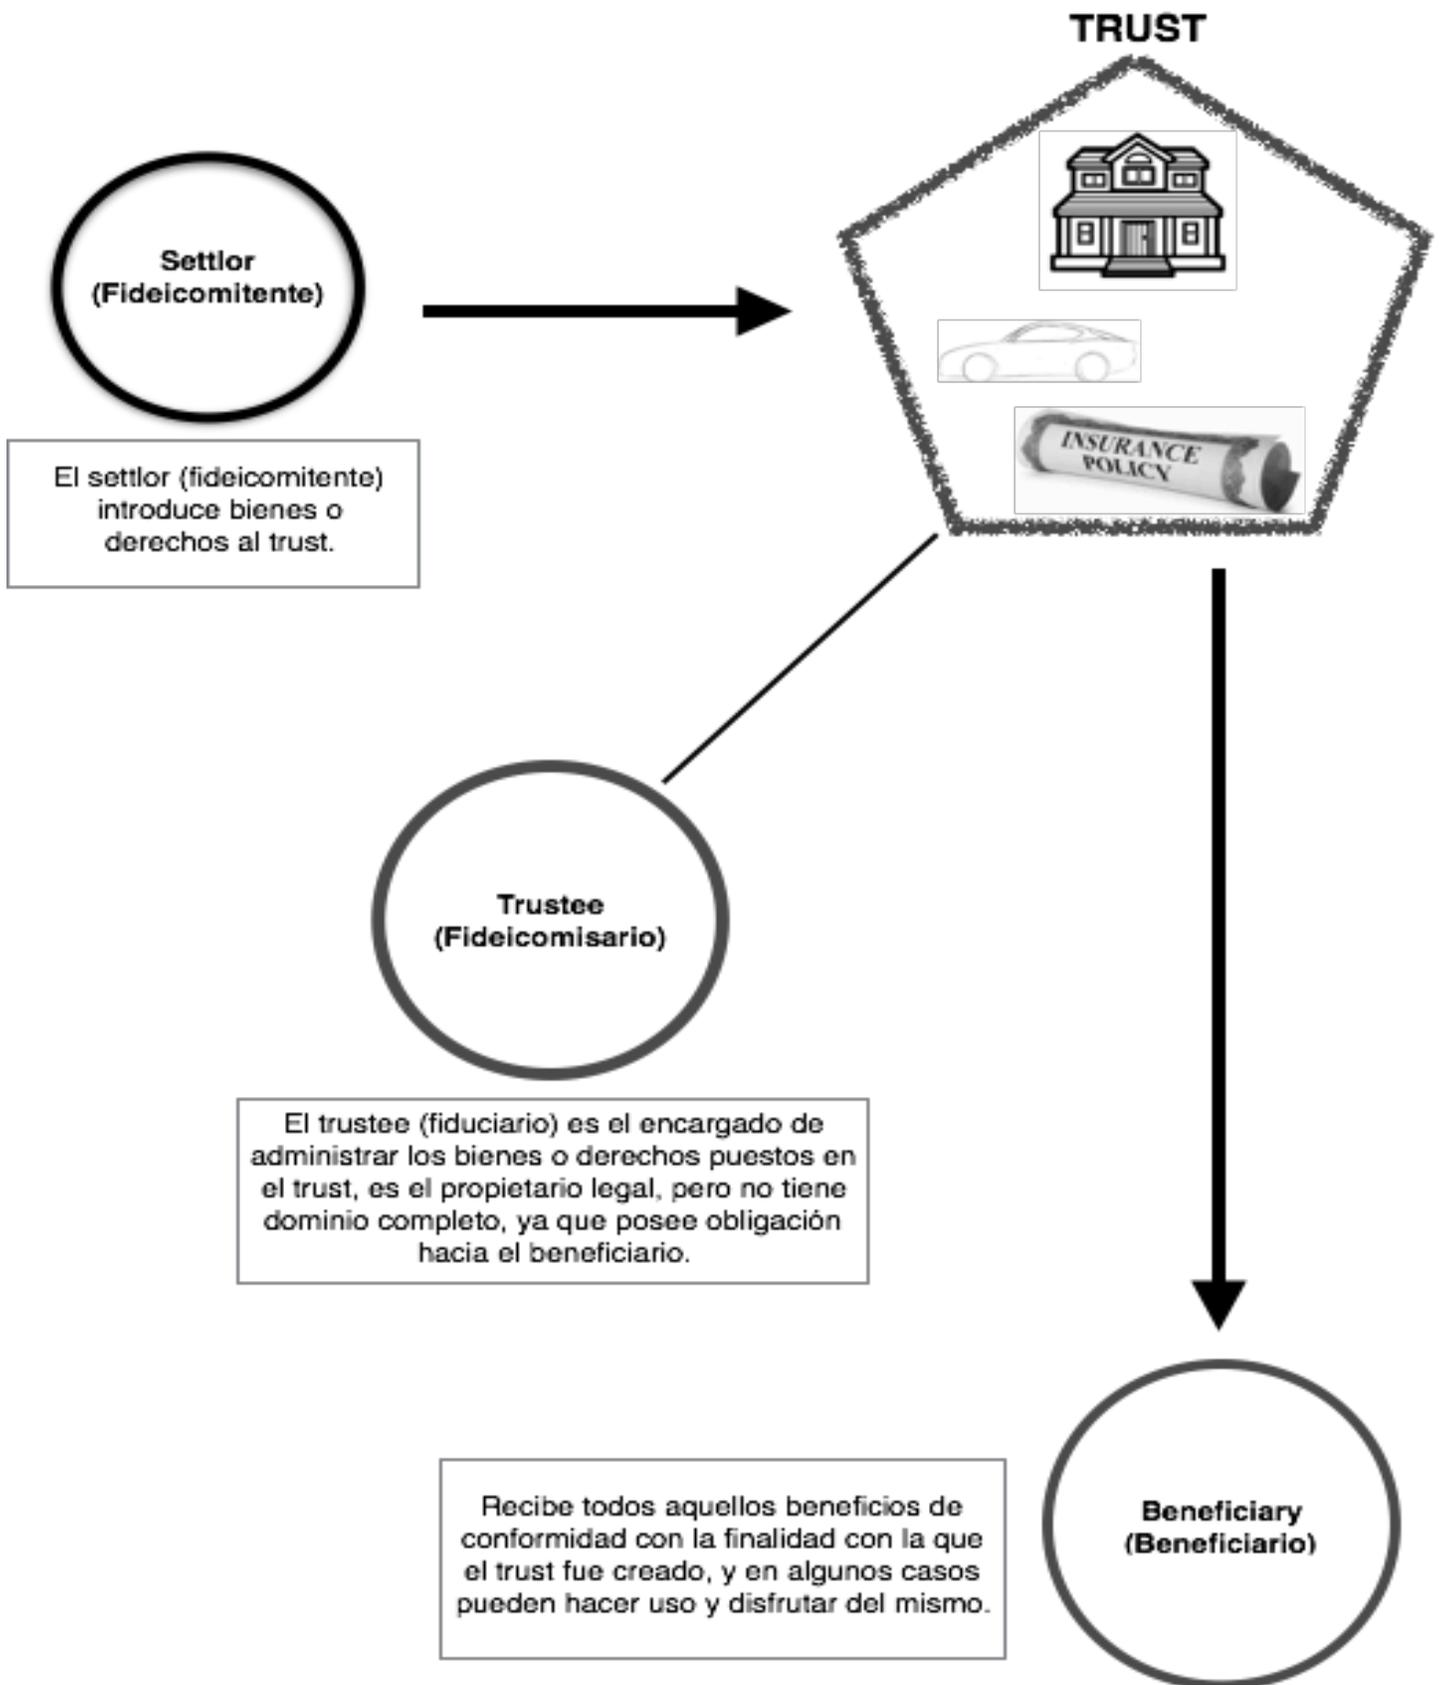 TRUST
Settlor
(Fideicomitente)
El settlor (fideicomitente)
introduce bienes o
derechos al trust.
INSURANCE
POLICY
Trustee
(Fideicomisario)
El trustee (fiduciario) es el encargado de
administrar los bienes o derechos puestos en
el trust, es el propietario legal, pero no tiene
dominio completo, ya que posee obligación
hacia el beneficiario.
Recibe todos aquellos beneficios de
conformidad con la finalidad con la que
el trust fue creado, y en algunos casos
pueden hacer uso y disfrutar del mismo.
Beneficiary
(Beneficiario)